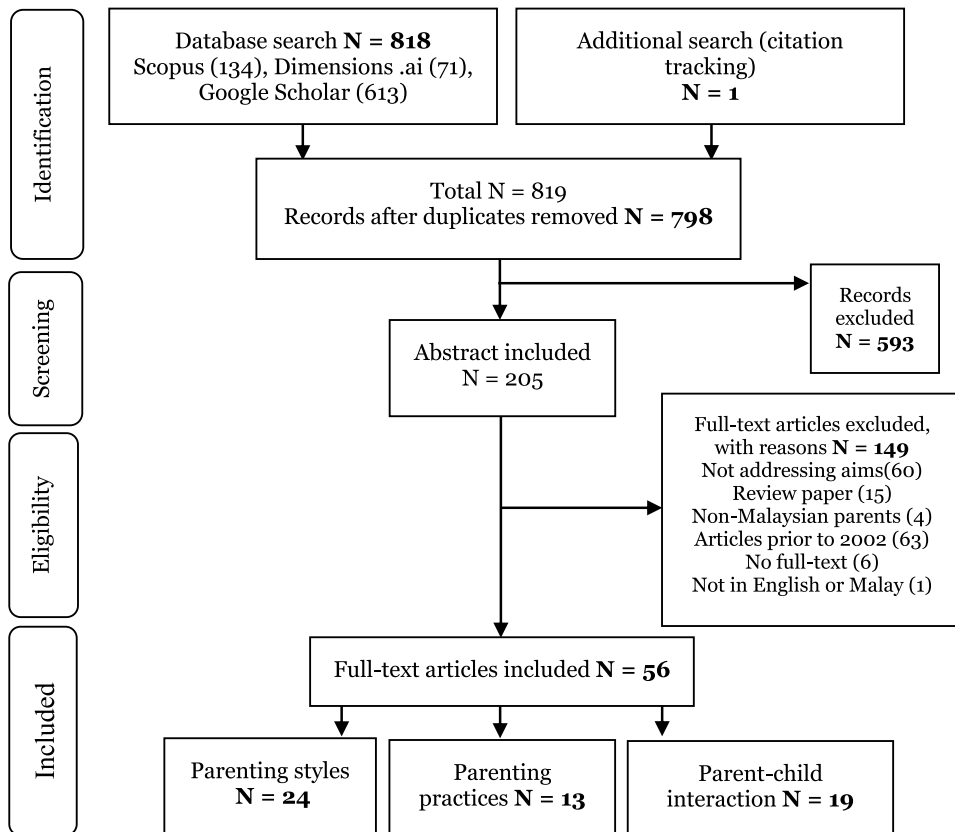 Identification
Database search N = 818
Scopus (134), Dimensions .ai (71),
Google Scholar (613)
Additional search (citation
tracking)
N = 1
Total N = 819
Records after duplicates removed N = 798
Screening
Records
excluded
N = 593
Abstract included
N = 205
Eligibility
Full-text articles excluded,
with reasons N = 149
Not addressing aims(60)
Review paper (15)
Non-Malaysian parents (4)
Articles prior to 2002 (63)
No full-text (6)
Not in English or Malay (1)
Included
Full-text articles included N = 56
Parenting styles
N = 24
Parenting
practices N = 13
Parent-child
interaction N = 19